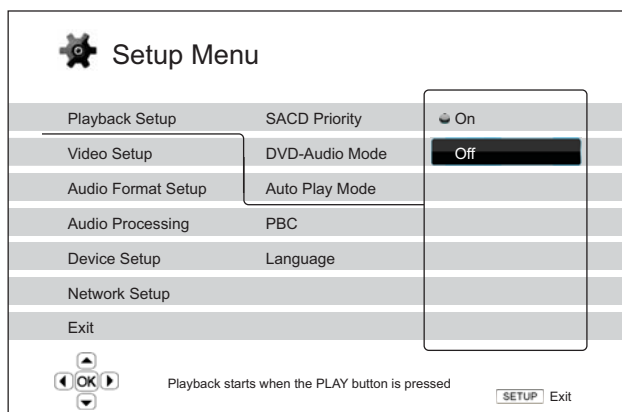 Setup Menu
Playback Setup SACD Priority On
Video Setup DVD-Audio Mode Off
Audio Format Setup Auto Play Mode
Audio Processing PBC
Device Setup Language
Network Setup
Exit
OK Playback starts when the PLAY button is pressed SETUP Exit